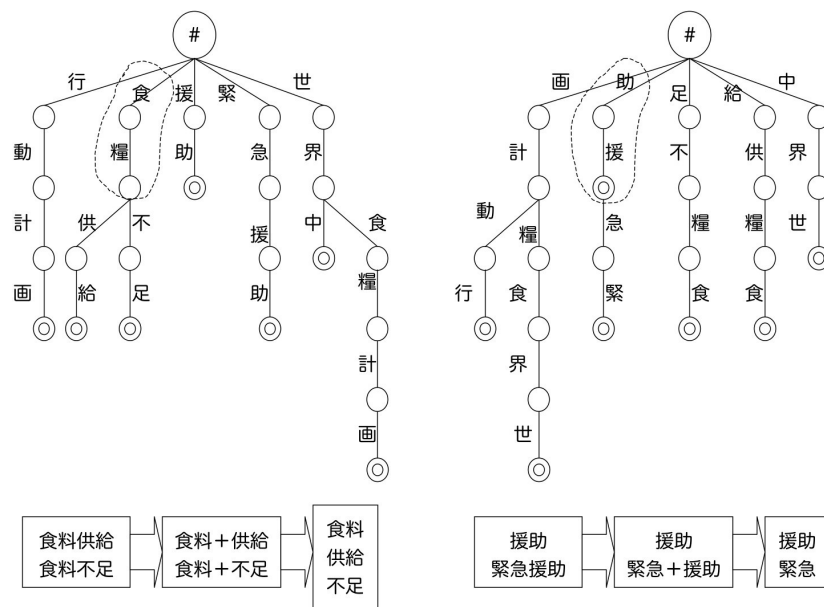 #
行 食 援 緊 世
動 糧 助 急 界
計 供 不 援 中 食
画 給 足 助 糧
計
画
#
画 助 足 給 中
計 援 不 供 界
動 糧 急 糧 糧 世
行 食 緊 食 食
界
世
食料供給
食料不足
食料+供給
食料+不足
食料
供給
不足
援助
緊急援助
援助
緊急+援助
援助
緊急